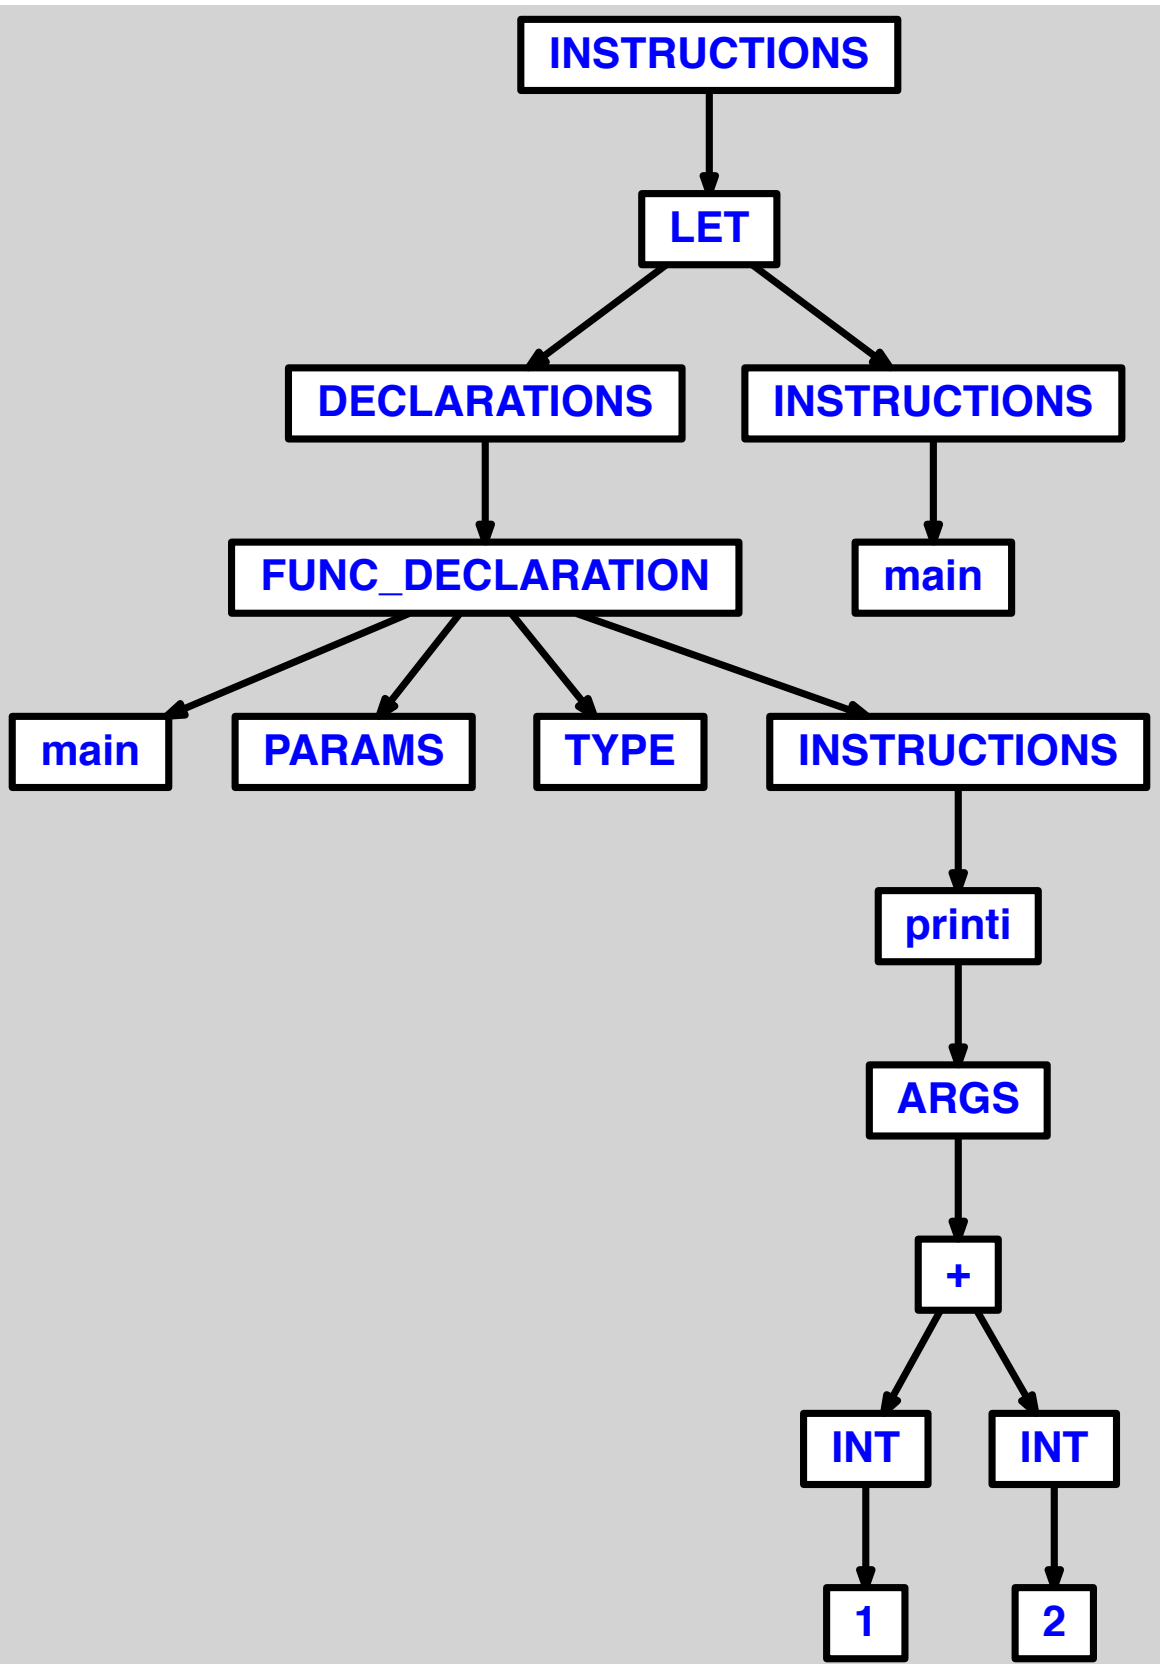 INSTRUCTIONS
LET
DECLARATIONS
INSTRUCTIONS
FUNC_DECLARATION
main
main
PARAMS
TYPE
INSTRUCTIONS
printi
ARGS
+
INT
INT
1
2